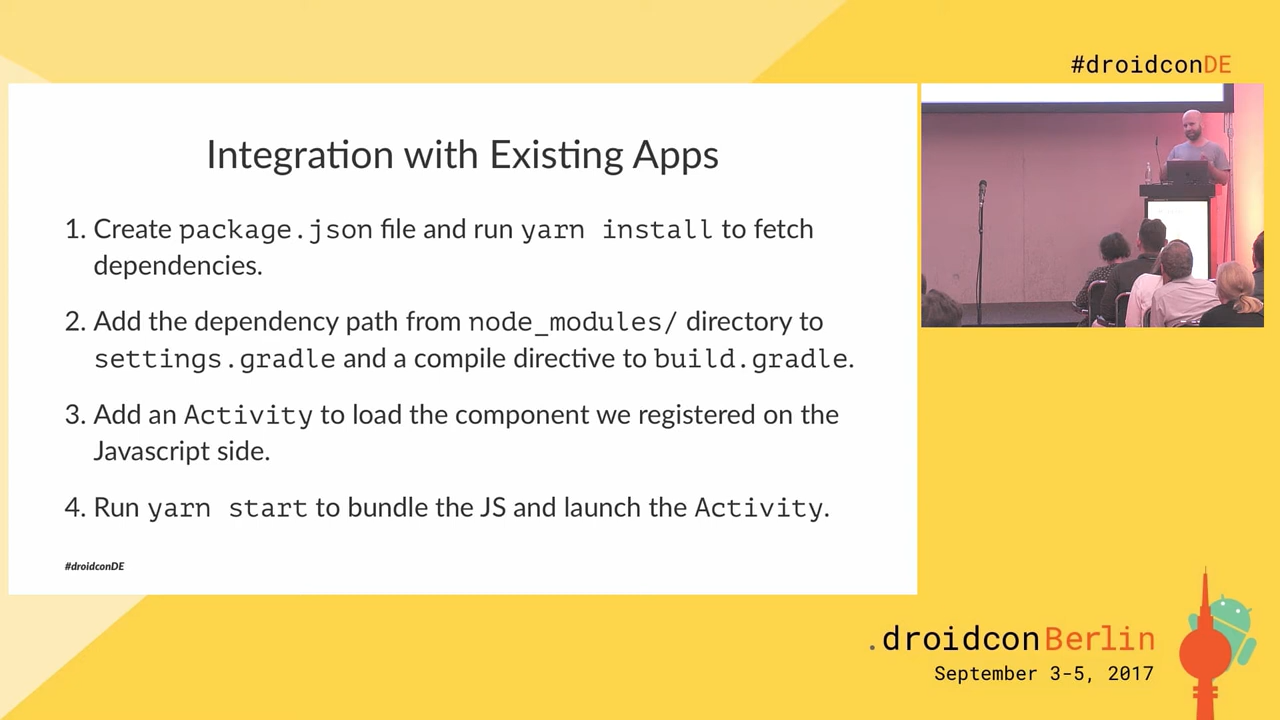 #droidconDE
Integration with Existing Apps
1. Create package.json file and run yarn install to fetch
dependencies.
2. Add the dependency path from node_modules/ directory to
settings.gradle and a compile directive to build.gradle.
3. Add an Activity to load the component we registered on the
Javascript side.
4. Run yarn start to bundle the JS and launch the Activity.
#droidconDE
.droidconBerlin
September 3-5, 2017